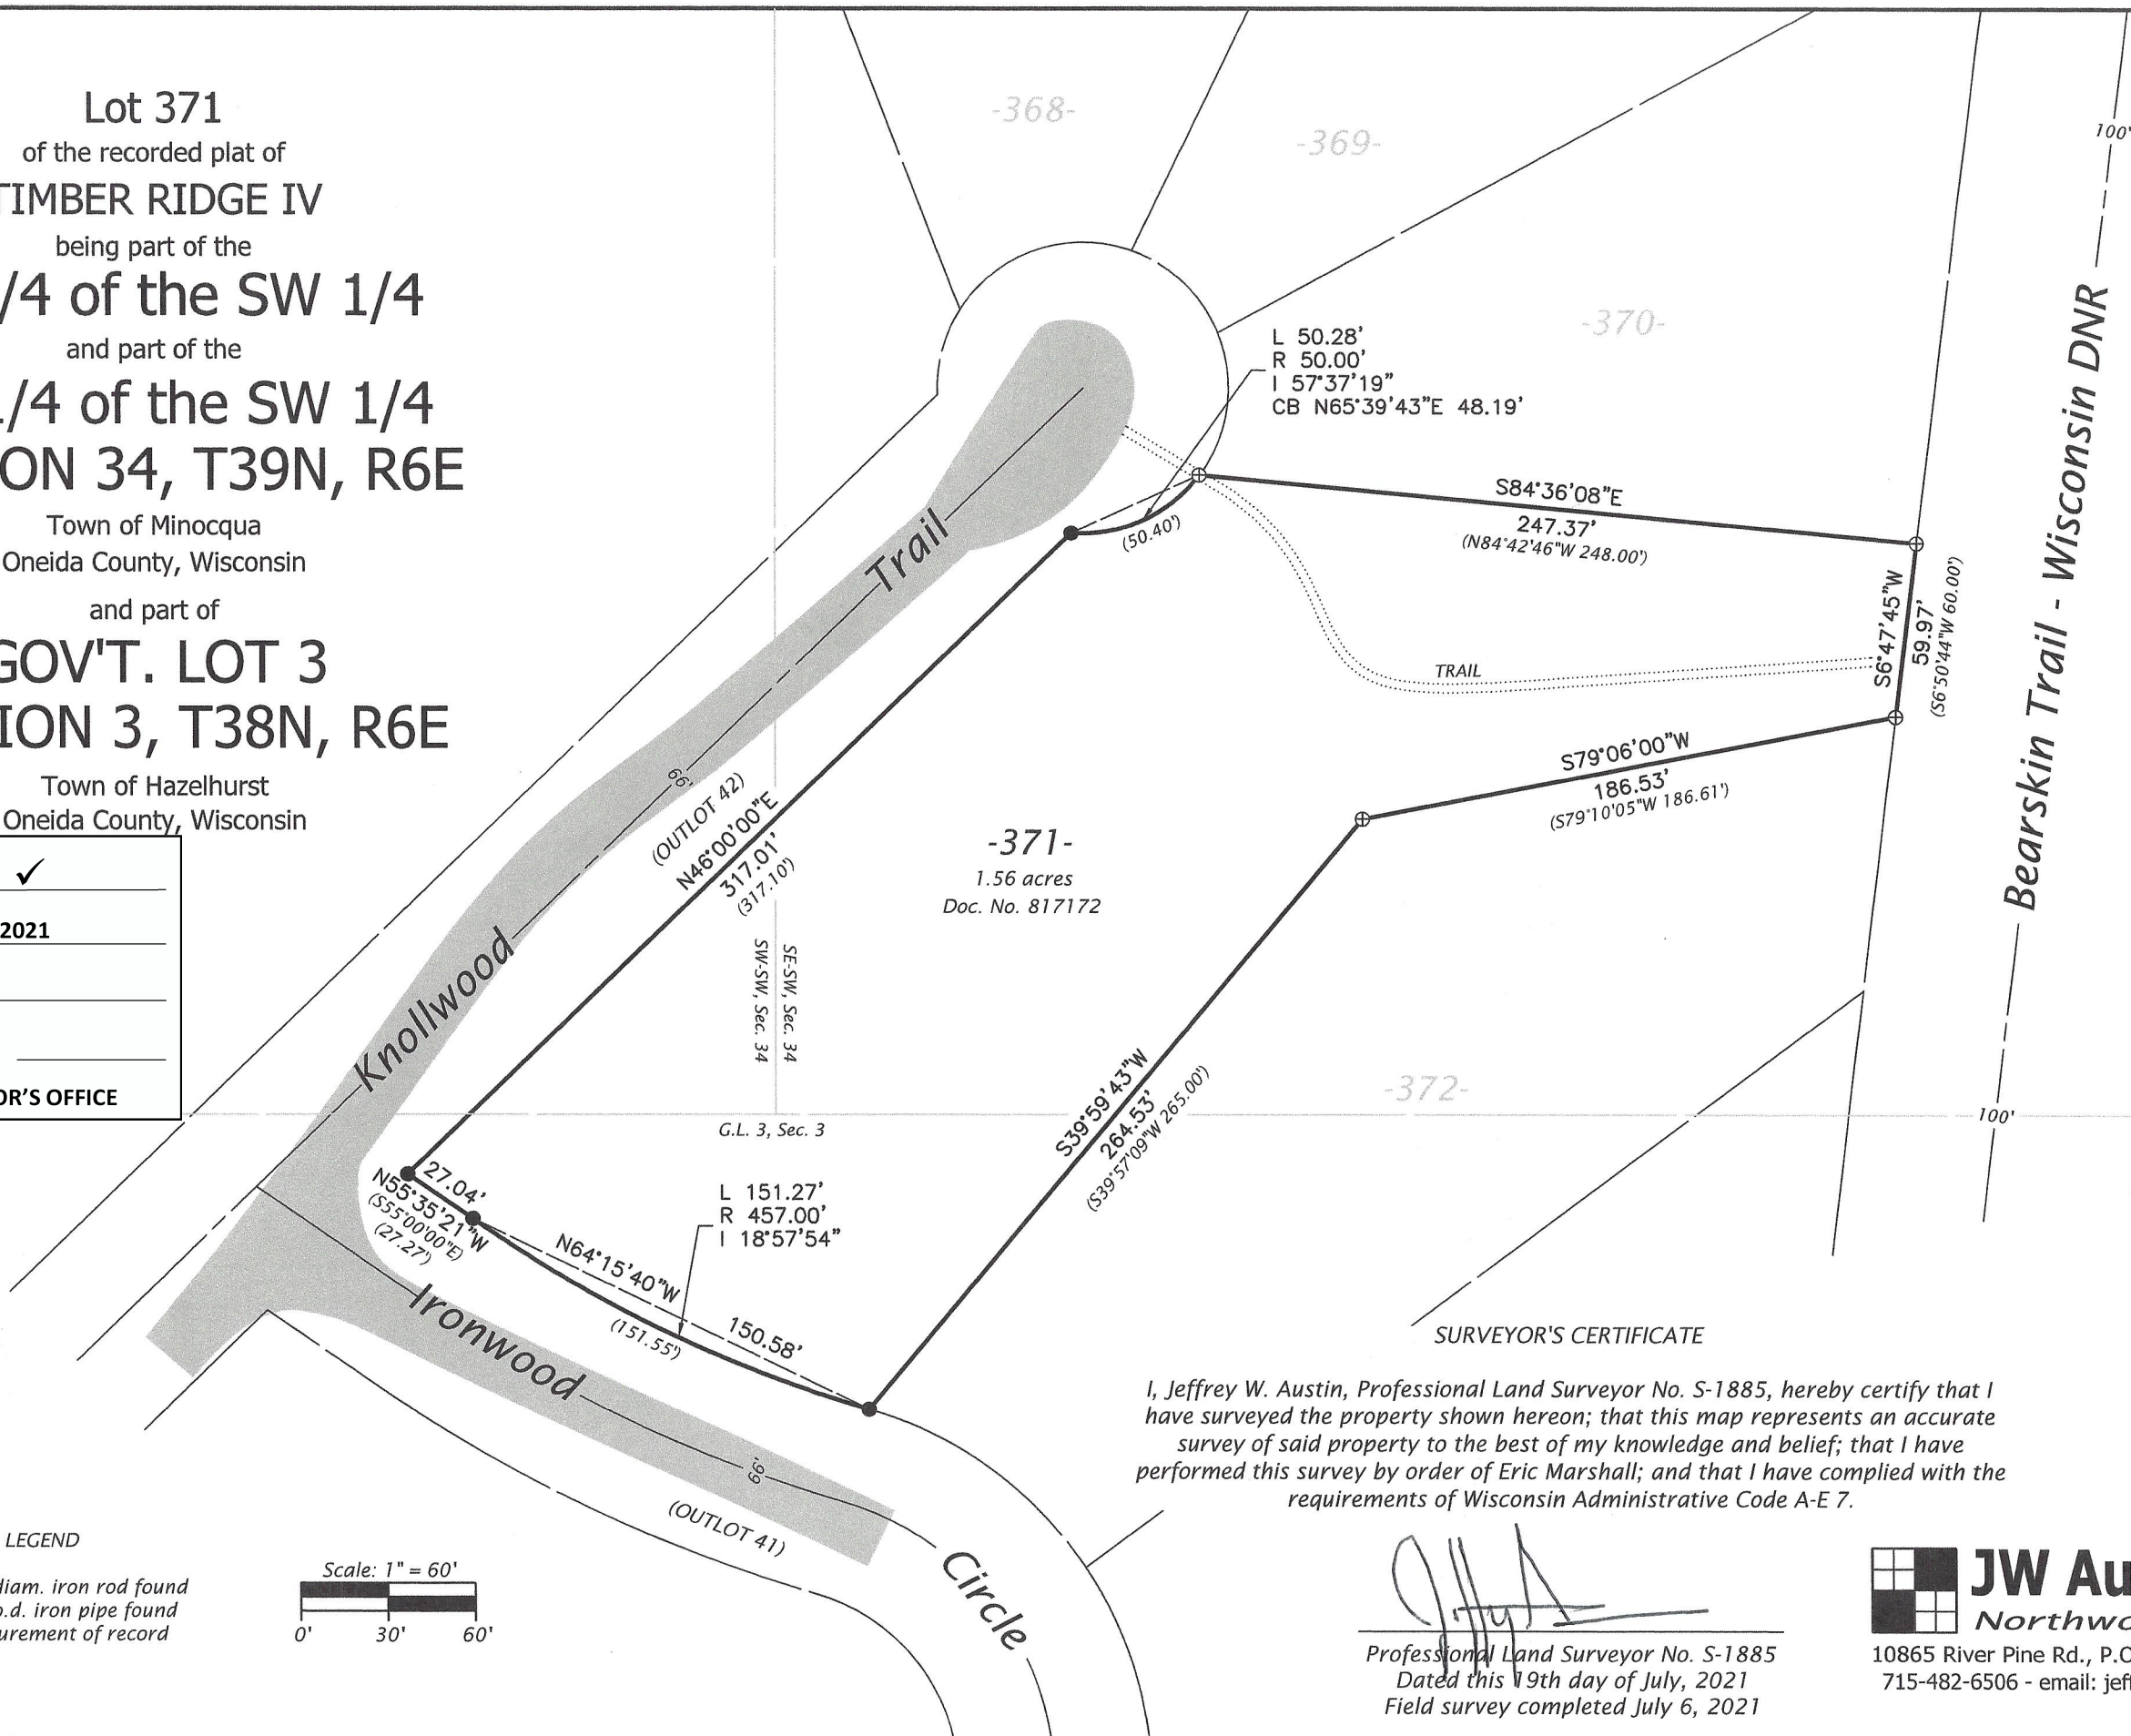 Lot 371
of the recorded plat of
TIMBER RIDGE IV
being part of the
/4 of the SW 1/4
and part of the
/4 of the SW 1/4
ON 34, T39N, R6E
Town of Minocqua
Oneida County, Wisconsin
and part of
GOV'T. LOT 3
ION 3, T38N, R6E
Town of Hazelhurst
Oneida County, Wisconsin
✓
2021
OR'S OFFICE
-368-
-369-
-370-
100'
L 50.28'
R 50.00'
I 57°37'19"
CB N65°39'43"E 48.19'
(50.40')
S84°36'08"E
247.37'
(N84°42'46"W 248.00')
S6°47'45"W
59.97'
(S6°50'44"W 60.00')
Bearskin Trail - Wisconsin DNR
TRAIL
S79°06'00"W
186.53'
(S79°10'05"W 186.61')
Knollwood Trail
66'
(OUTLOT 42)
N46°00'00"E
317.01'
(317.10')
-371-
1.56 acres
Doc. No. 817172
SE-SW, Sec. 34
SW-SW, Sec. 34
G.L. 3, Sec. 3
S39°59'43"W
264.53'
(S39°57'09"W 265.00')
-372-
100'
27.04'
N55°35'21"W
(S55°00'00"E)
(27.27')
L 151.27'
R 457.00'
I 18°57'54"
N64°15'40"W 150.58'
(151.55')
Ironwood Circle
66'
(OUTLOT 41)
SURVEYOR'S CERTIFICATE
I, Jeffrey W. Austin, Professional Land Surveyor No. S-1885, hereby certify that I
have surveyed the property shown hereon; that this map represents an accurate
survey of said property to the best of my knowledge and belief; that I have
performed this survey by order of Eric Marshall; and that I have complied with the
requirements of Wisconsin Administrative Code A-E 7.
Professional Land Surveyor No. S-1885
Dated this 19th day of July, 2021
Field survey completed July 6, 2021
LEGEND
diam. iron rod found
o.d. iron pipe found
urement of record
Scale: 1" = 60'
0' 30' 60'
JW Au
Northwo
10865 River Pine Rd., P.O
715-482-6506 - email: jeff